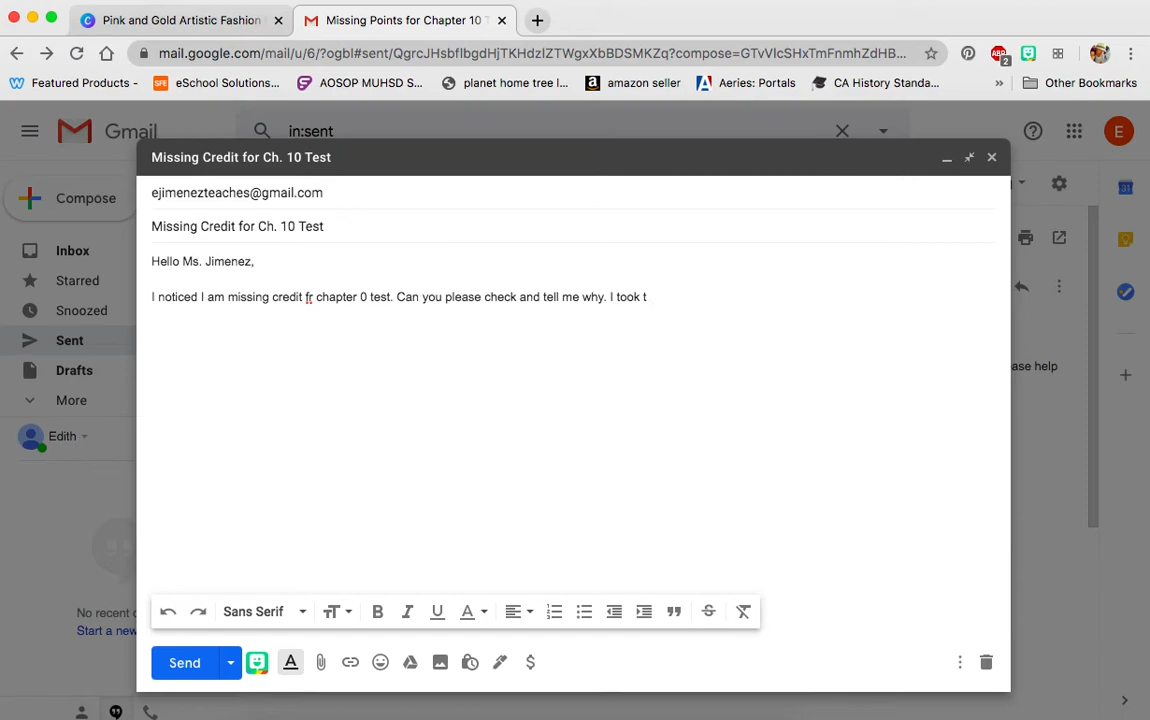 Pink and Gold Artistic Fashion
Missing Points for Chapter 10 T
mail.google.com/mail/u/6/?ogbl#sent/QgrcJHsbflbgdHjTKHdzIZTWgxXbBDSMKZq?compose=GTvVlcSHxTmFnmhZdHB...
2
Featured Products -
SFE eSchool Solutions...
AOSOP MUHSD S...
planet home tree l...
a amazon seller
Aeries: Portals
CA History Standa...
»
Other Bookmarks
Gmail
in:sent
E
Missing Credit for Ch. 10 Test
Compose
ejimenezteaches@gmail.com
31
Missing Credit for Ch. 10 Test
Inbox
Hello Ms. Jimenez,
Starred
I noticed I am missing credit fr chapter 0 test. Can you please check and tell me why. I took t
Snoozed
Sent
Drafts
ase help
More
Edith
No recent c
Start a new
Sans Serif
Send